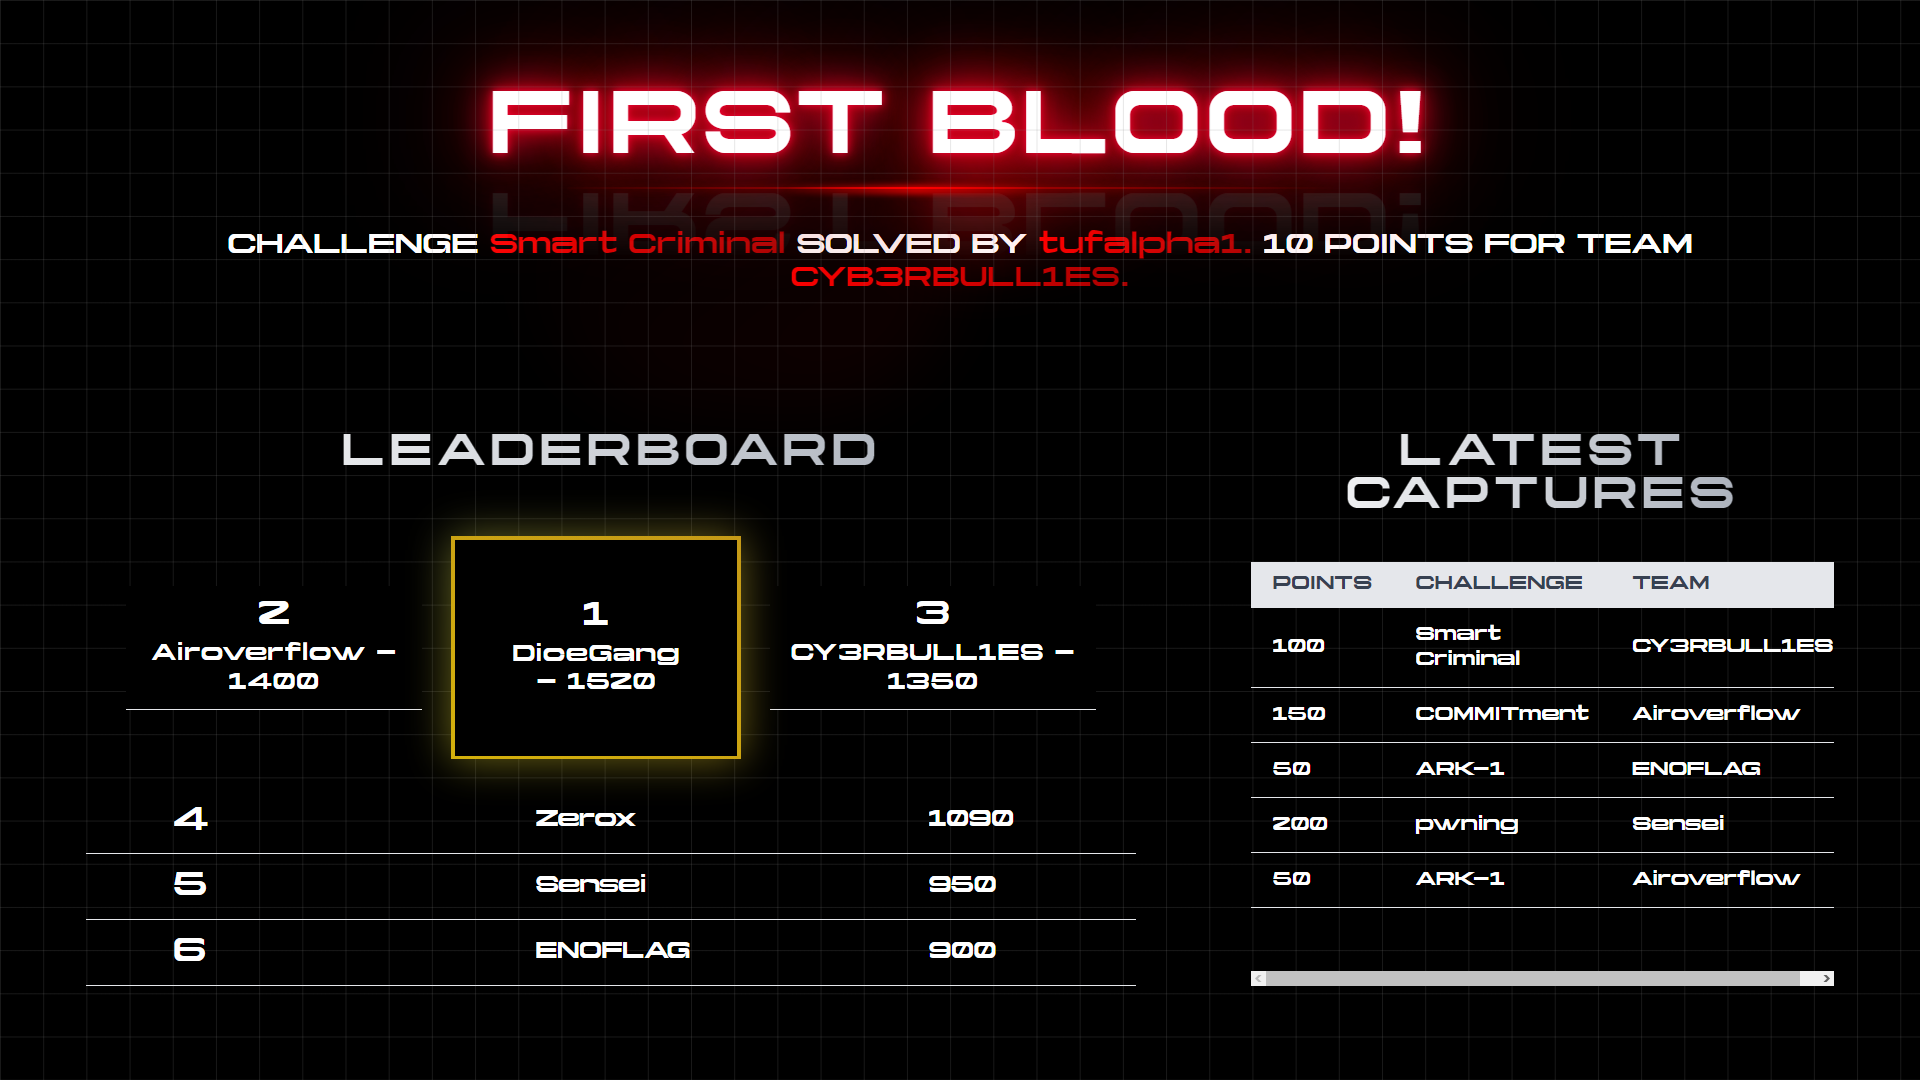 FIRST BLOOD!
CHALLENGE Smart Criminal SOLVED BY tufalpha1. 10 POINTS FOR TEAM
CYB3RBULL1ES.
LEADERBOARD
2
Airoverflow -
1400
1
DiceGang
- 1520
3
CY3RBULL1ES -
1350
4 Zerox 1090
5 Sensei 950
6 ENOFLAG 900
LATEST
CAPTURES
POINTS CHALLENGE TEAM
100 Smart Criminal CY3RBULL1ES
150 COMMITment Airoverflow
50 ARK-1 ENOFLAG
200 pwning Sensei
50 ARK-1 Airoverflow